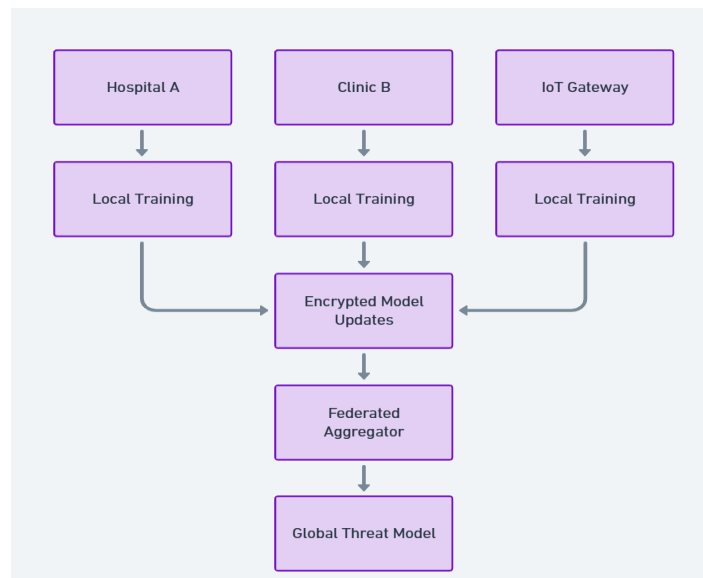 Hospital A
Clinic B
IoT Gateway
Local Training
Local Training
Local Training
Encrypted Model
Updates
Federated
Aggregator
Global Threat Model